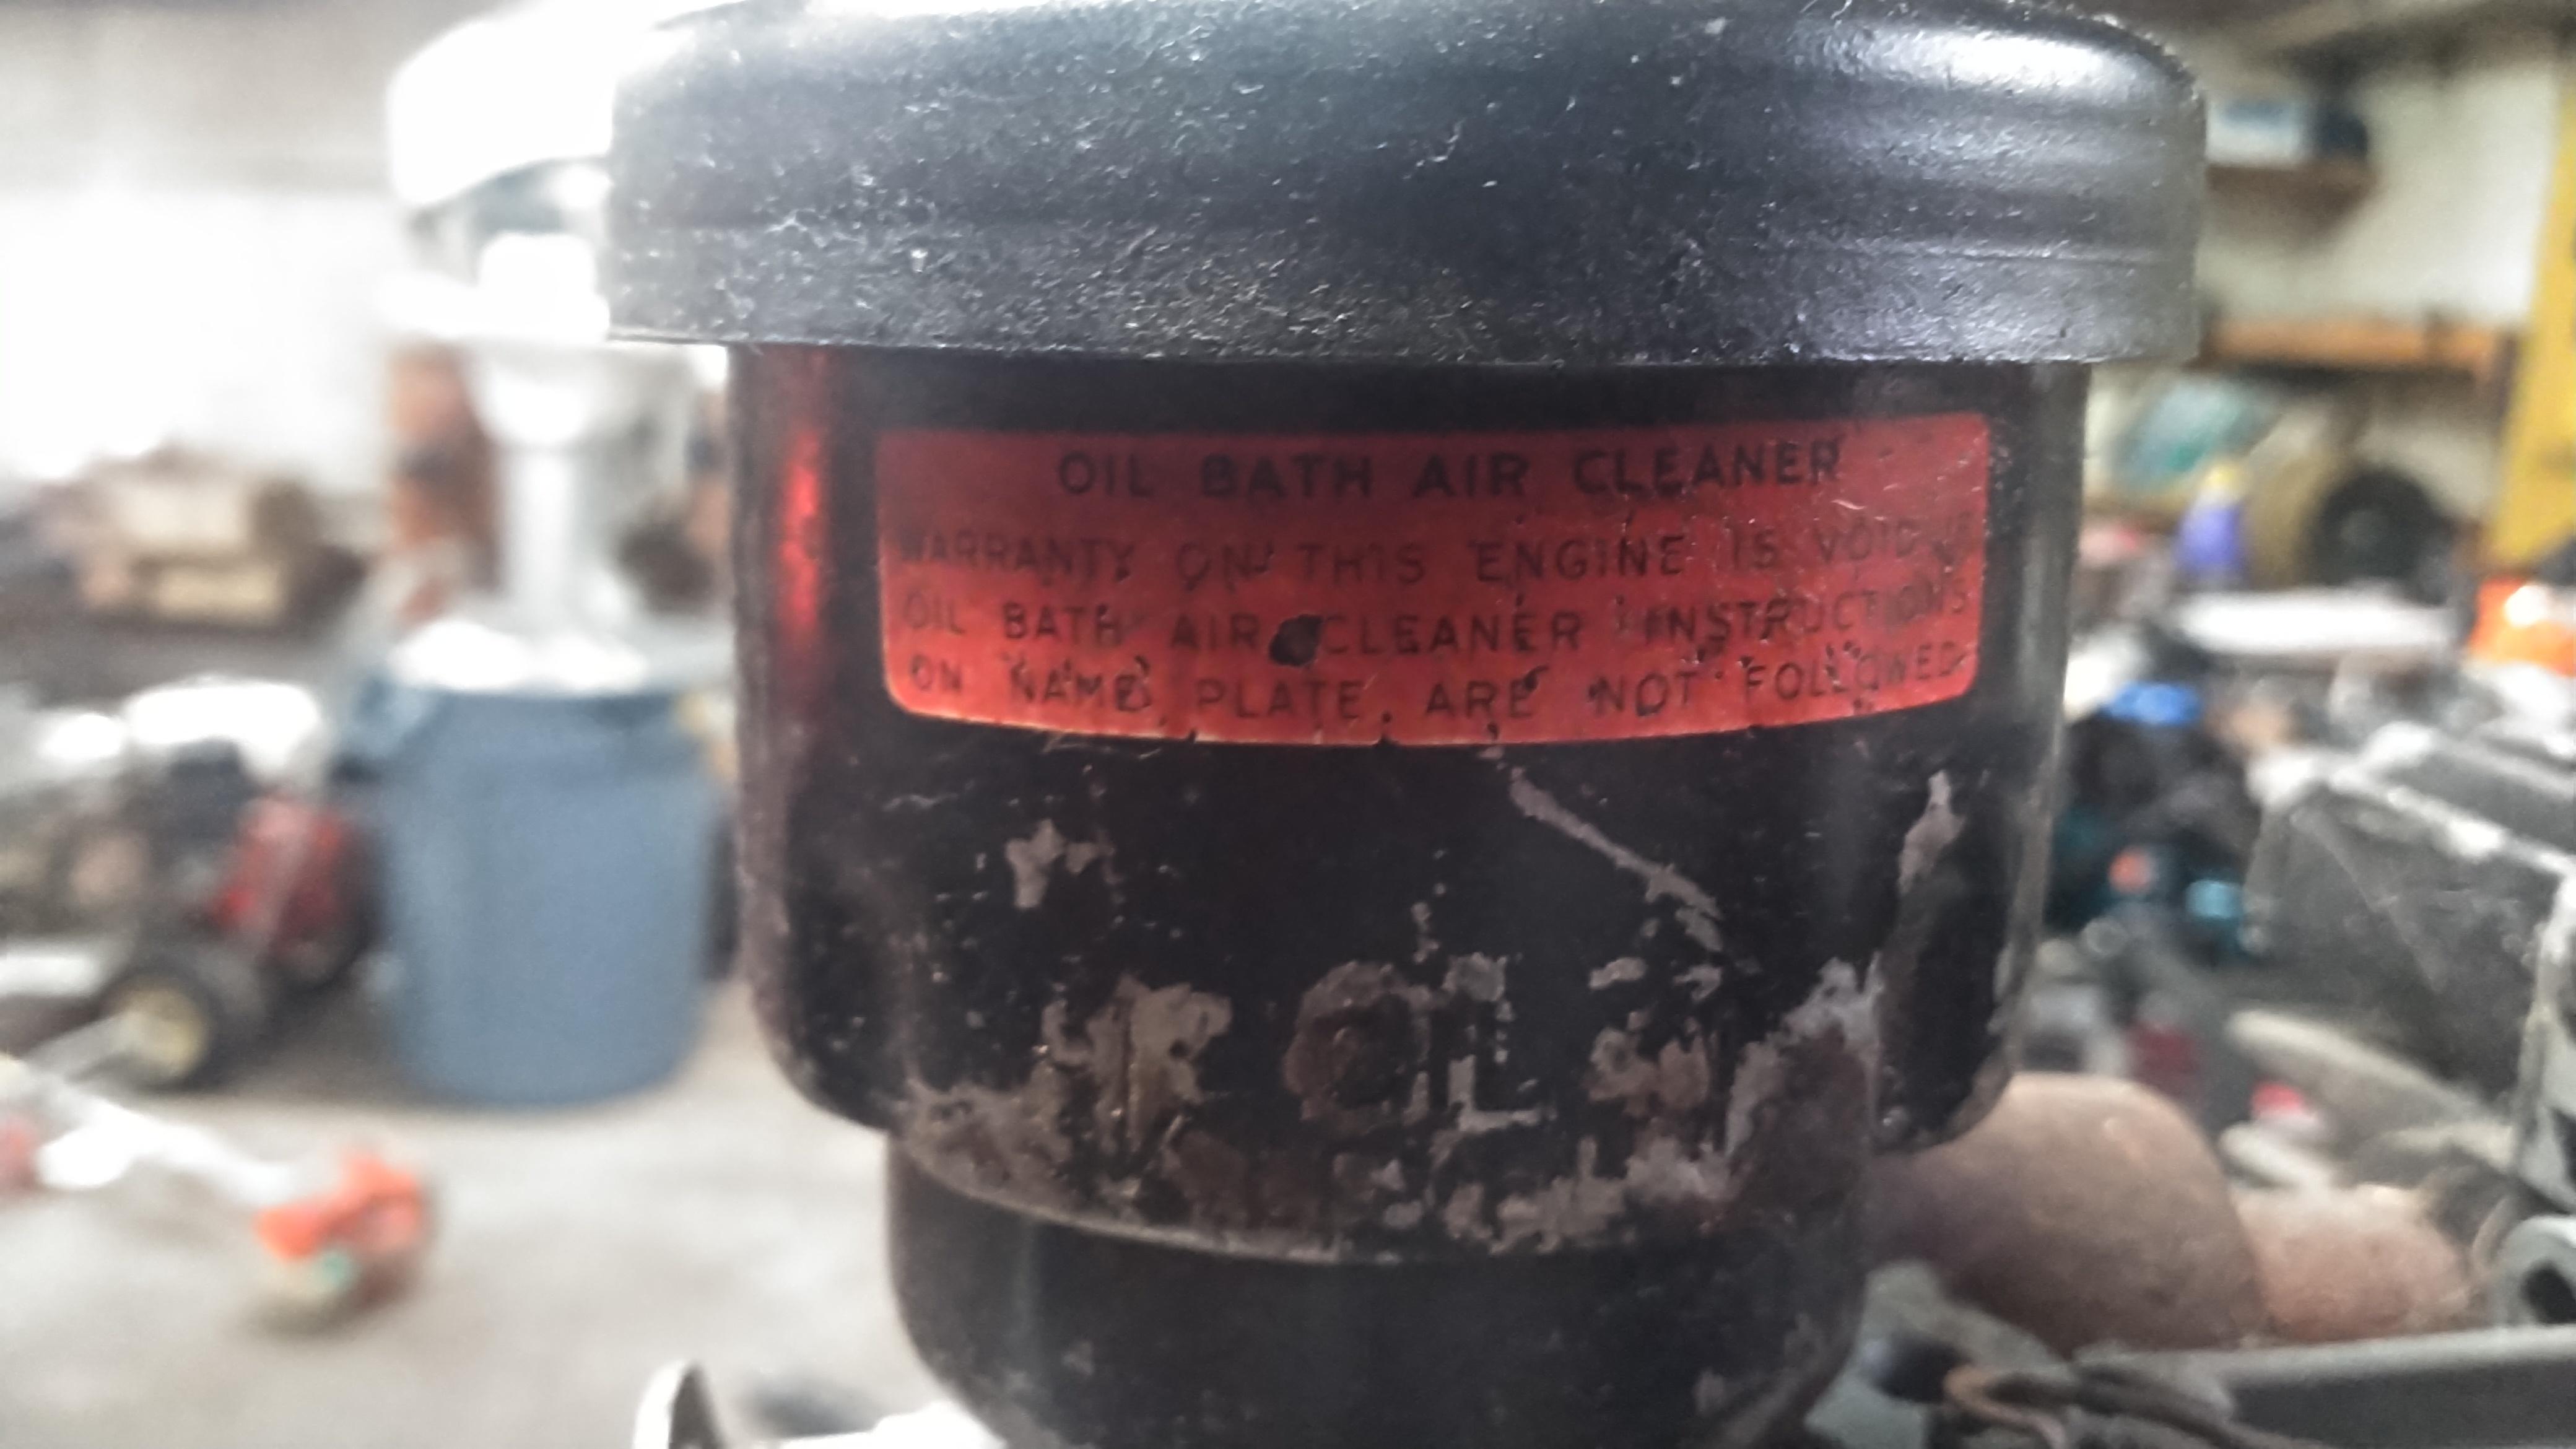 OIL BATH AIR CLEANER
WARRANTY ON THIS ENGINE IS VOID IF
OIL BATH AIR CLEANER INSTRUCTIONS
ON NAME PLATE ARE NOT FOLLOWED